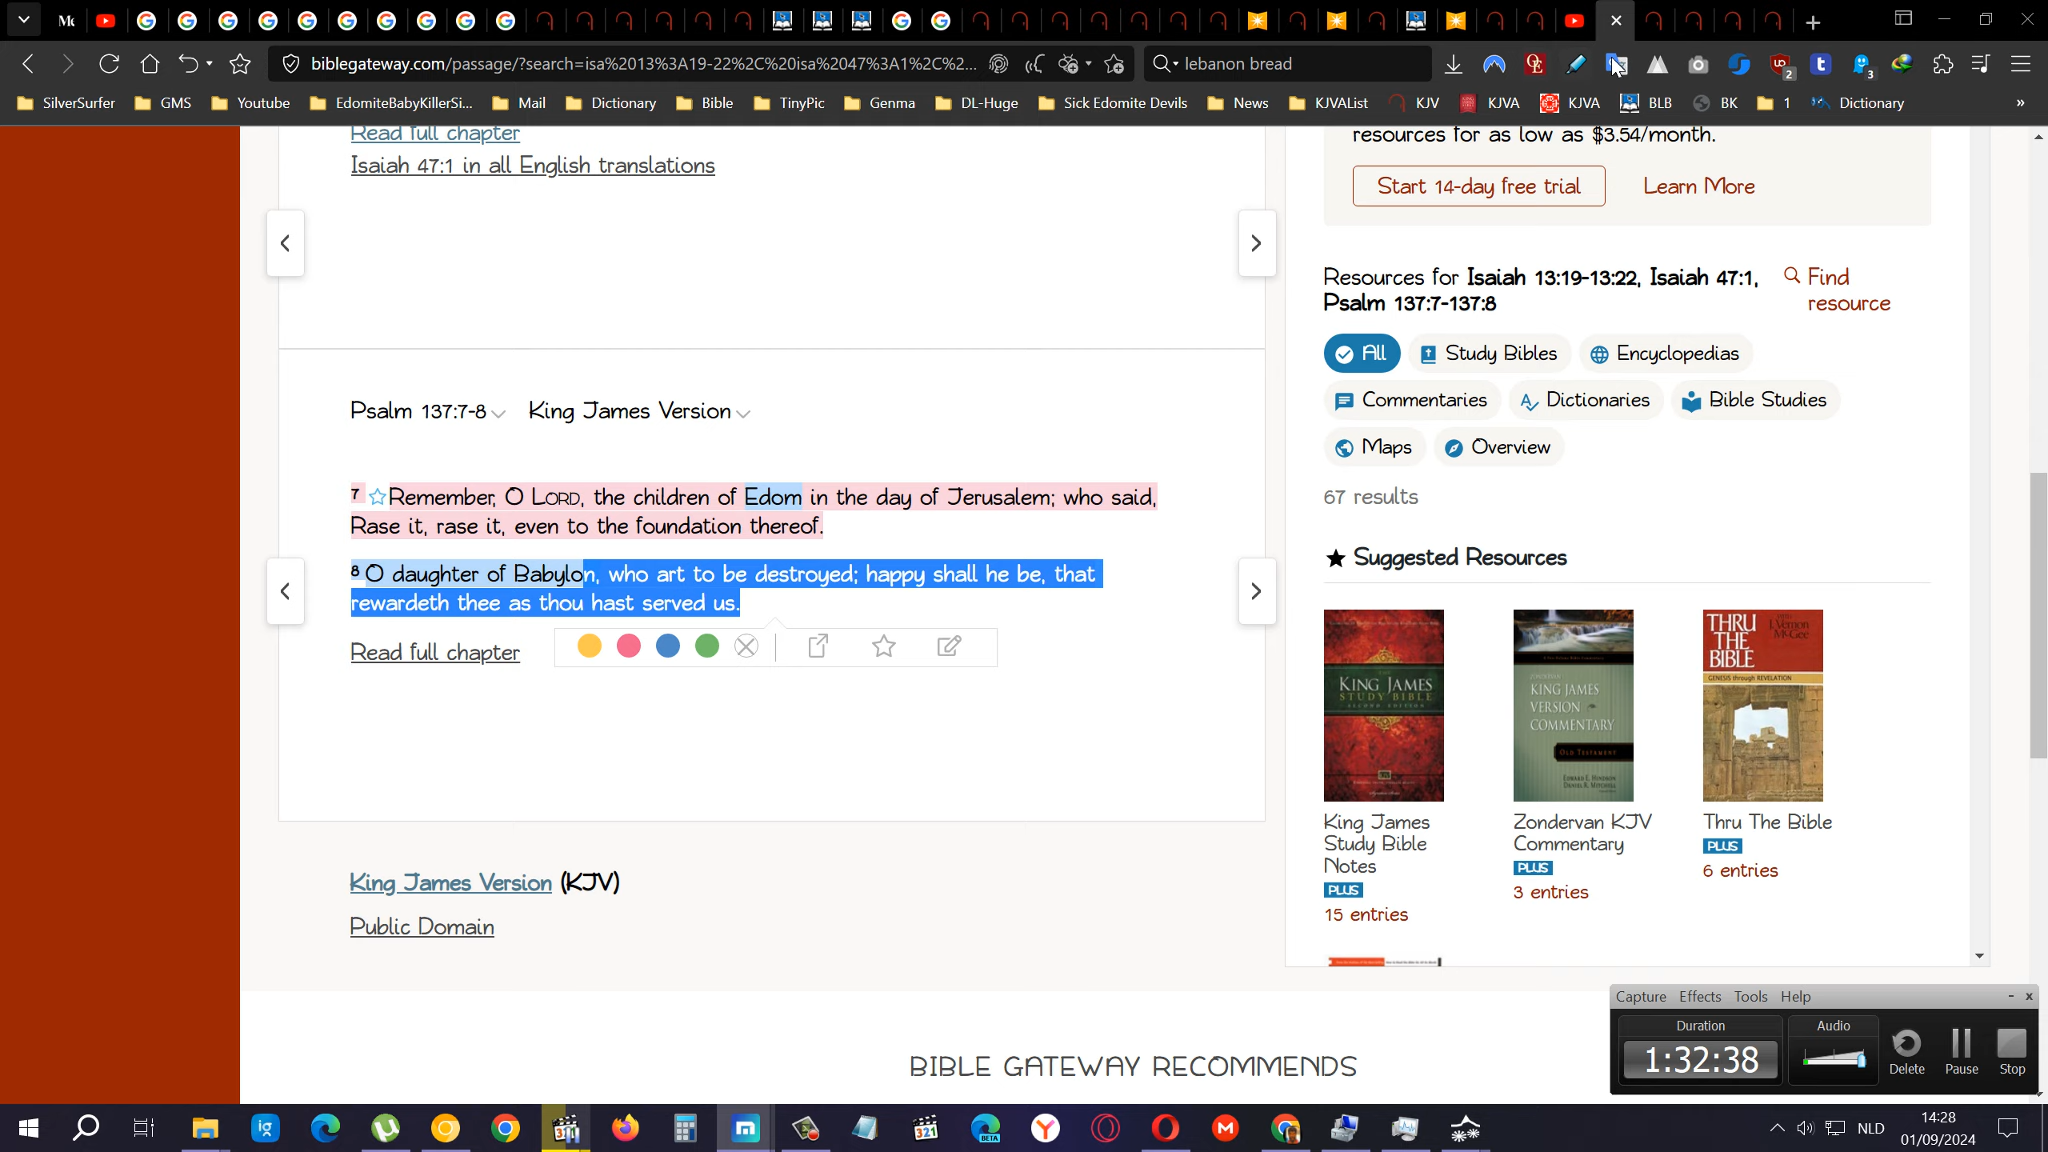 biblegateway.com/passage/?search=isa%2013%3A19-22%2C%20isa%2047%3A1%2C%2...
lebanon bread
SilverSurfer GMS Youtube EdomiteBabyKillerSi... Mail Dictionary Bible TinyPic Genma DL-Huge Sick Edomite Devils News KJVAList KJV KJVA KJVA BLB BK 1 Dictionary »
Read full chapter
Isaiah 47:1 in all English translations
Psalm 137:7-8 King James Version
7 Remember, O LORD, the children of Edom in the day of Jerusalem; who said,
Rase it, rase it, even to the foundation thereof.
8 O daughter of Babylon, who art to be destroyed; happy shall he be, that
rewardeth thee as thou hast served us.
Read full chapter
King James Version (KJV)
Public Domain
resources for as low as $3.54/month.
Start 14-day free trial Learn More
Resources for Isaiah 13:19-13:22, Isaiah 47:1,
Psalm 137:7-137:8
Find
resource
All Study Bibles Encyclopedias
Commentaries Dictionaries Bible Studies
Maps Overview
67 results
Suggested Resources
KING JAMES
STUDY BIBLE
SECOND EDITION
KING JAMES
VERSION
COMMENTARY
OLD TESTAMENT
THRU
THE
BIBLE
GENESIS through REVELATION
King James
Study Bible
Notes
PLUS
15 entries
Zondervan KJV
Commentary
PLUS
3 entries
Thru The Bible
PLUS
6 entries
BIBLE GATEWAY RECOMMENDS
Capture Effects Tools Help
Duration
1:32:38
Audio
Delete Pause Stop
NLD
14:28
01/09/2024